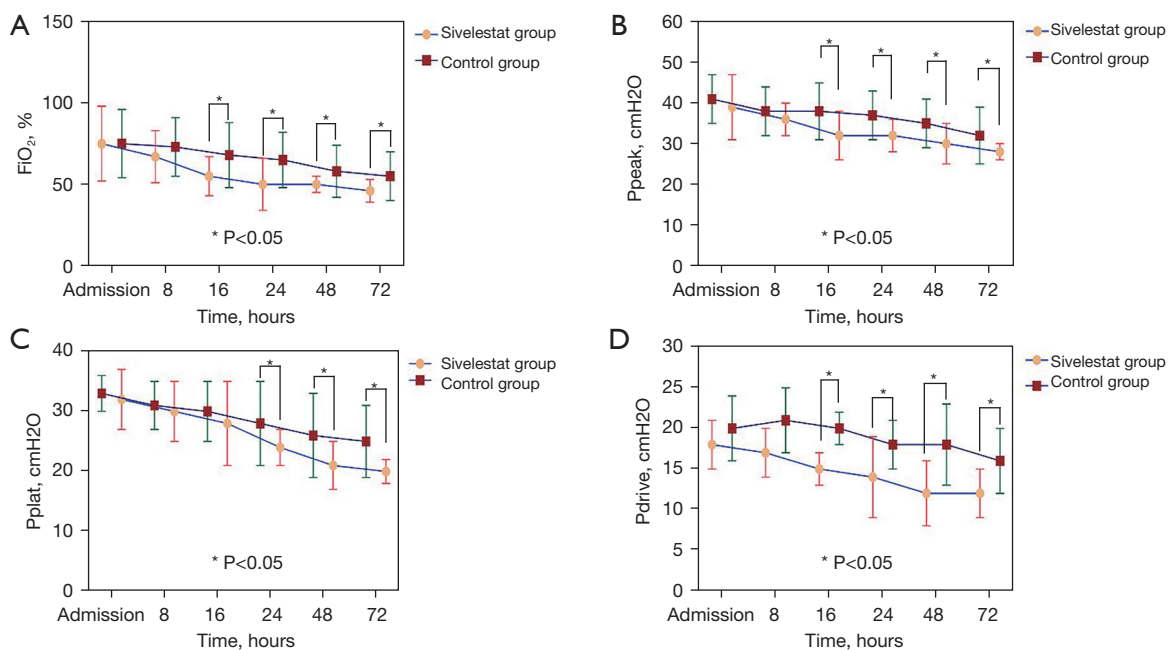 A
150
100
50
0
FiO2, %
*
*
*
*
* P<0.05
Admission 8 16 24 48 72
Time, hours
Sivelestat group
Control group
B
60
50
40
30
20
10
0
Ppeak, cmH2O
*
*
*
*
* P<0.05
Admission 8 16 24 48 72
Time, hours
Sivelestat group
Control group
C
40
30
20
10
0
Pplat, cmH2O
*
*
*
* P<0.05
Admission 8 16 24 48 72
Time, hours
Sivelestat group
Control group
D
30
25
20
15
10
5
0
Pdrive, cmH2O
*
*
*
*
* P<0.05
Admission 8 16 24 48 72
Time, hours
Sivelestat group
Control group